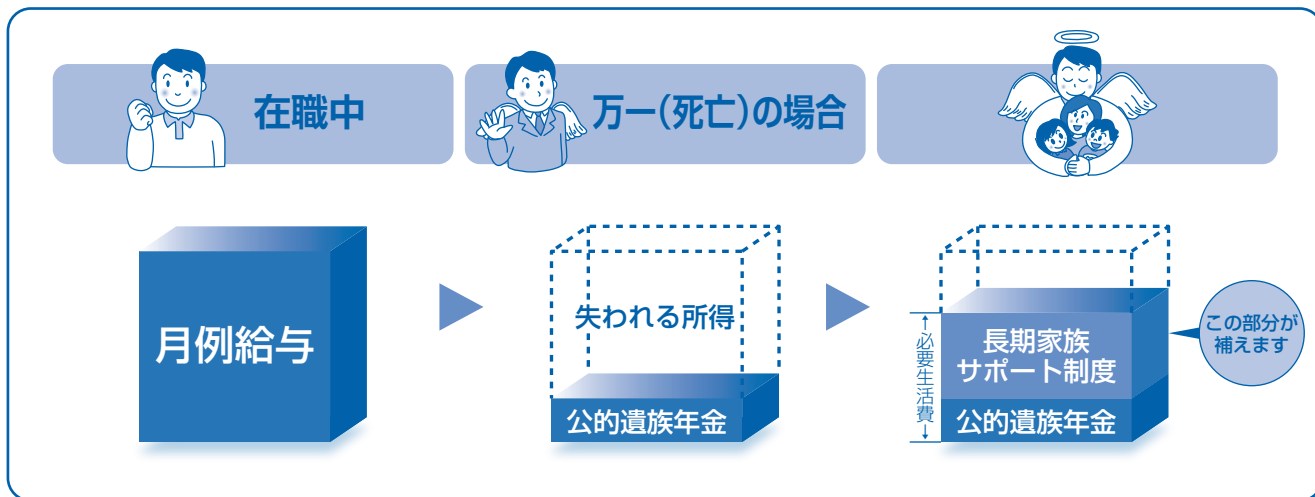 在職中
万一(死亡)の場合
月例給与
失われる所得
公的遺族年金
←必要生活費→
長期家族
サポート制度
公的遺族年金
この部分が
補えます